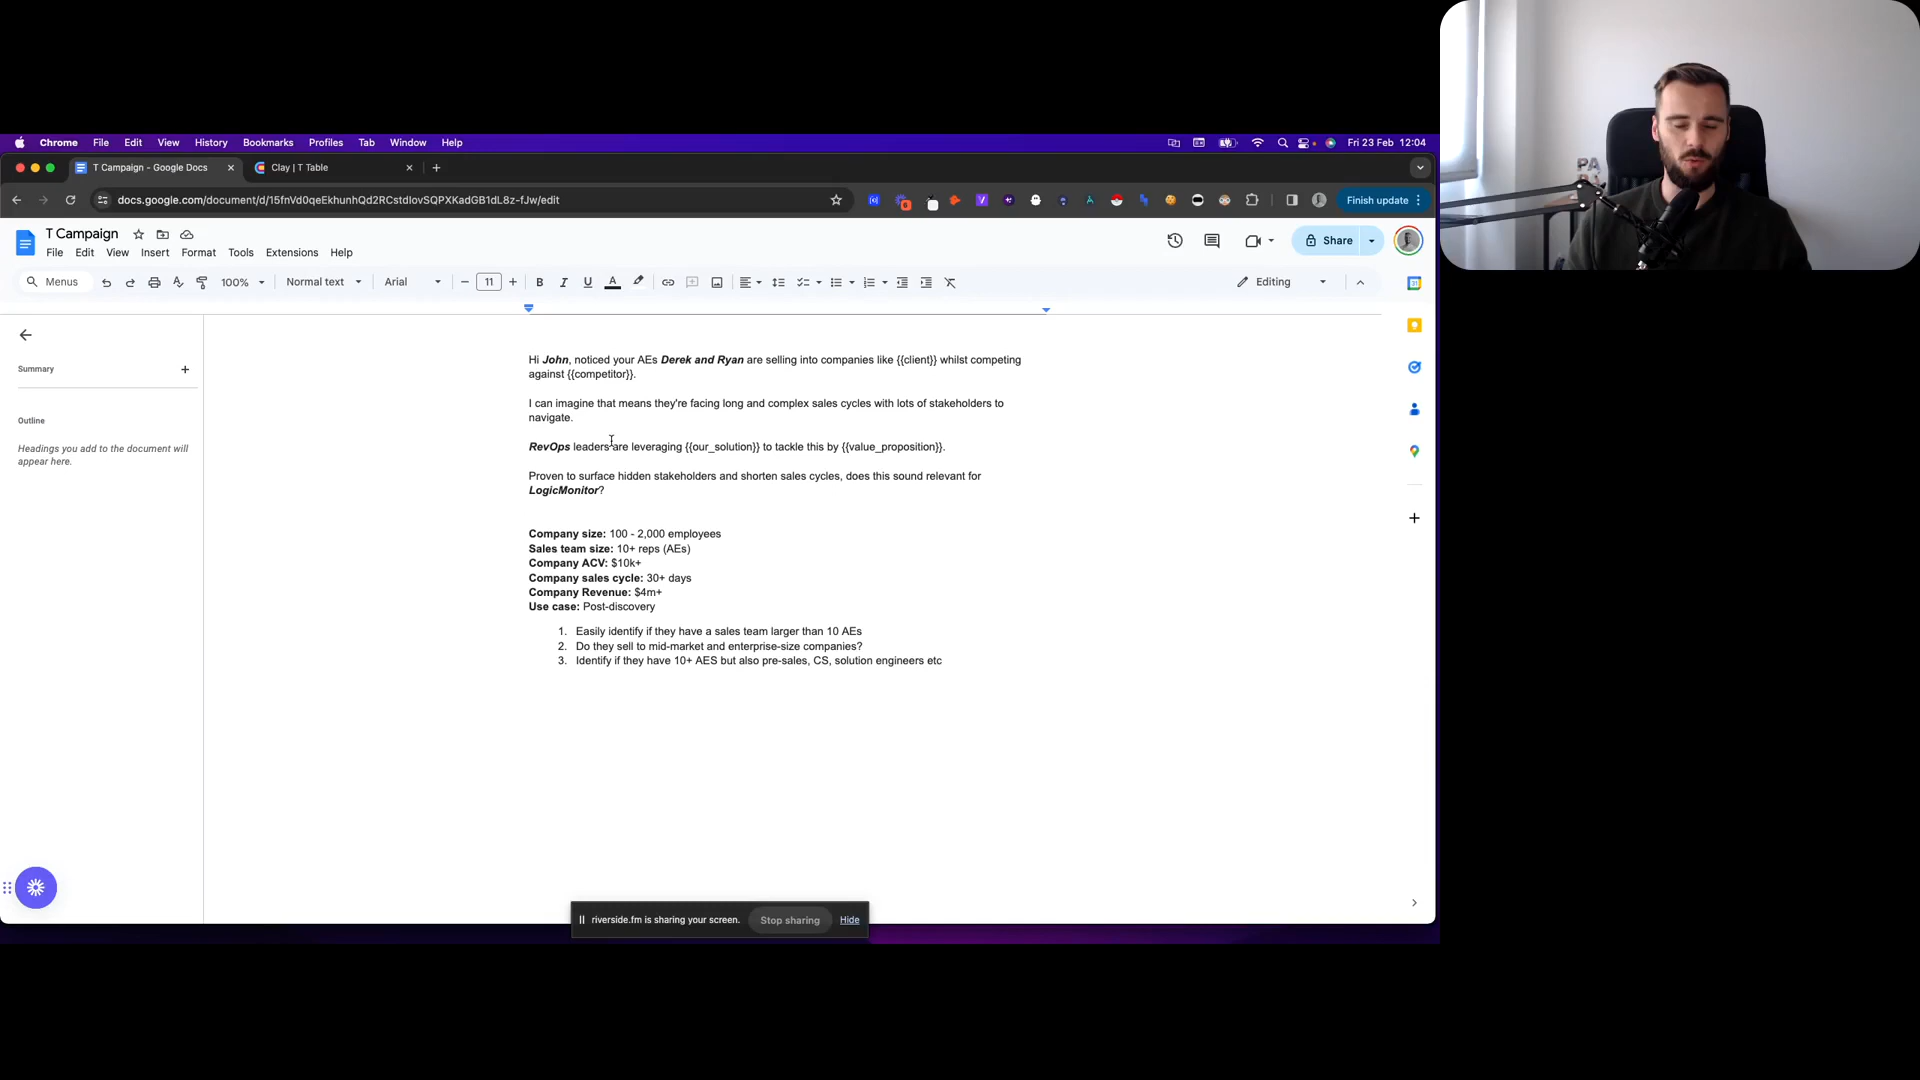 Chrome File Edit View History Bookmarks Profiles Tab Window Help Fri 23 Feb 12:04
T Campaign - Google Docs Clay | T Table
docs.google.com/document/d/15fnVd0qeEkhunhQd2RCstdIovSQPXKadGB1dL8z-fJw/edit Finish update
T Campaign
File Edit View Insert Format Tools Extensions Help
Share
Menus 100% Normal text Arial 11 Editing
Summary
Outline
Headings you add to the document will
appear here.
Hi John, noticed your AEs Derek and Ryan are selling into companies like {{client}} whilst competing
against {{competitor}}.
I can imagine that means they're facing long and complex sales cycles with lots of stakeholders to
navigate.
RevOps leaders are leveraging {{our_solution}} to tackle this by {{value_proposition}}.
Proven to surface hidden stakeholders and shorten sales cycles, does this sound relevant for
LogicMonitor?
Company size: 100 - 2,000 employees
Sales team size: 10+ reps (AEs)
Company ACV: $10k+
Company sales cycle: 30+ days
Company Revenue: $4m+
Use case: Post-discovery
1. Easily identify if they have a sales team larger than 10 AEs
2. Do they sell to mid-market and enterprise-size companies?
3. Identify if they have 10+ AES but also pre-sales, CS, solution engineers etc
riverside.fm is sharing your screen. Stop sharing Hide